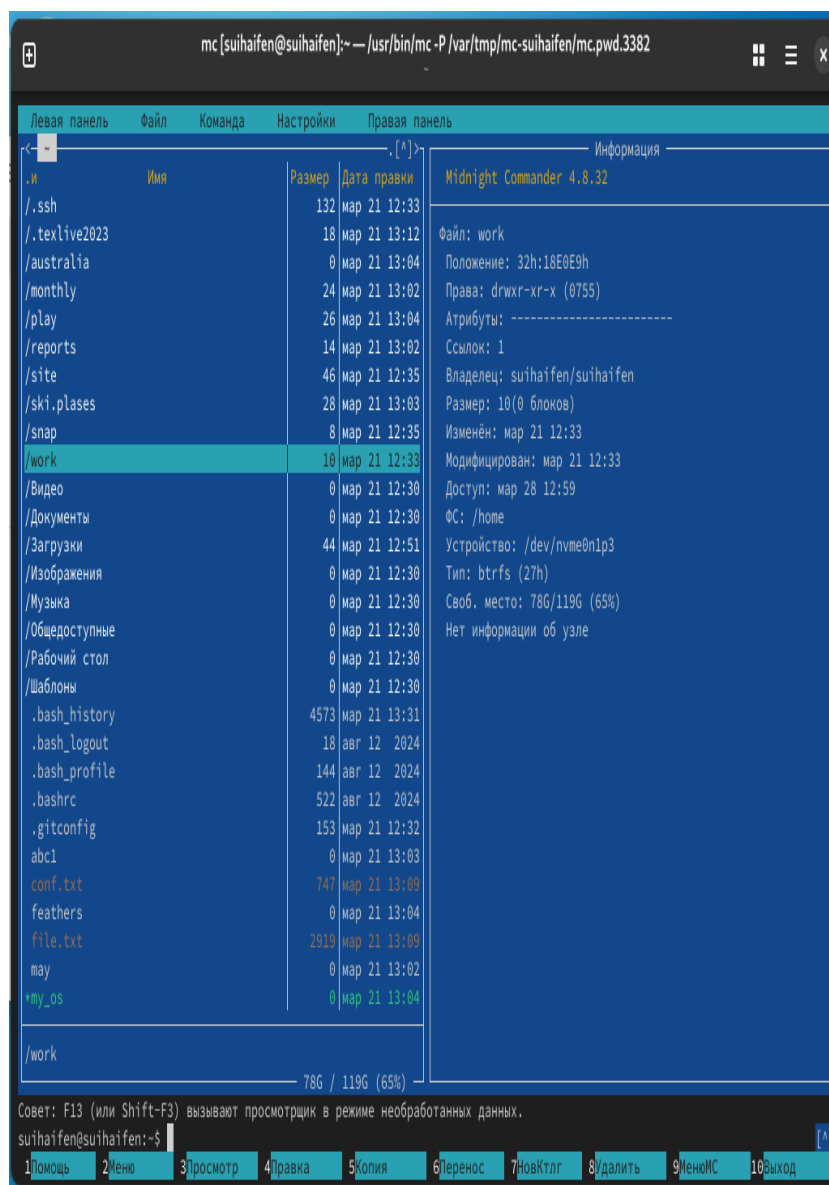 mc [suihaifen@suihaifen]:~ — /usr/bin/mc -P /var/tmp/mc-suihaifen/mc.pwd.3382
~
Левая панель Файл Команда Настройки Правая панель
<─ ~ .[^]>
.и Имя Размер Дата правки
/.ssh 132 мар 21 12:33
/.texlive2023 18 мар 21 13:12
/australia 0 мар 21 13:04
/monthly 24 мар 21 13:02
/play 26 мар 21 13:04
/reports 14 мар 21 13:02
/site 46 мар 21 12:35
/ski.plases 28 мар 21 13:03
/snap 8 мар 21 12:35
/work 10 мар 21 12:33
/Видео 0 мар 21 12:30
/Документы 0 мар 21 12:30
/Загрузки 44 мар 21 12:51
/Изображения 0 мар 21 12:30
/Музыка 0 мар 21 12:30
/Общедоступные 0 мар 21 12:30
/Рабочий стол 0 мар 21 12:30
/Шаблоны 0 мар 21 12:30
.bash_history 4573 мар 21 13:31
.bash_logout 18 авг 12 2024
.bash_profile 144 авг 12 2024
.bashrc 522 авг 12 2024
.gitconfig 153 мар 21 12:32
abc1 0 мар 21 13:03
conf.txt 747 мар 21 13:09
feathers 0 мар 21 13:04
file.txt 2919 мар 21 13:09
may 0 мар 21 13:02
*my_os 0 мар 21 13:04
/work
78G / 119G (65%)
Информация
Midnight Commander 4.8.32
Файл: work
Положение: 32h:18E0E9h
Права: drwxr-xr-x (0755)
Атрибуты: -------------------------
Ссылок: 1
Владелец: suihaifen/suihaifen
Размер: 10(0 блоков)
Изменён: мар 21 12:33
Модифицирован: мар 21 12:33
Доступ: мар 28 12:59
ФС: /home
Устройство: /dev/nvme0n1p3
Тип: btrfs (27h)
Своб. место: 78G/119G (65%)
Нет информации об узле
Совет: F13 (или Shift-F3) вызывают просмотрщик в режиме необработанных данных.
suihaifen@suihaifen:~$ [^
1Помощь 2Меню 3Просмотр 4Правка 5Копия 6Перенос 7НовКтлг 8Удалить 9МенюMC 10Выход